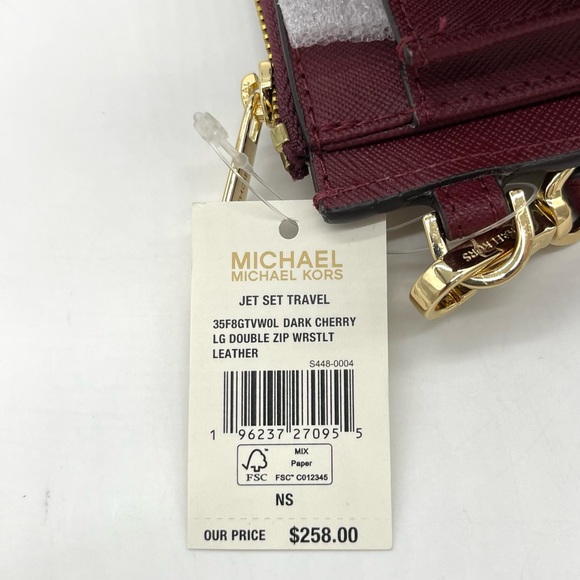 MICHAEL
MICHAEL KORS
JET SET TRAVEL
35F8GTVW0L DARK CHERRY
LG DOUBLE ZIP WRSTLT
LEATHER
S448-0004
1 96237 27095 5
FSC
MIX
Paper
FSC™ C012345
NS
OUR PRICE $258.00
KORS